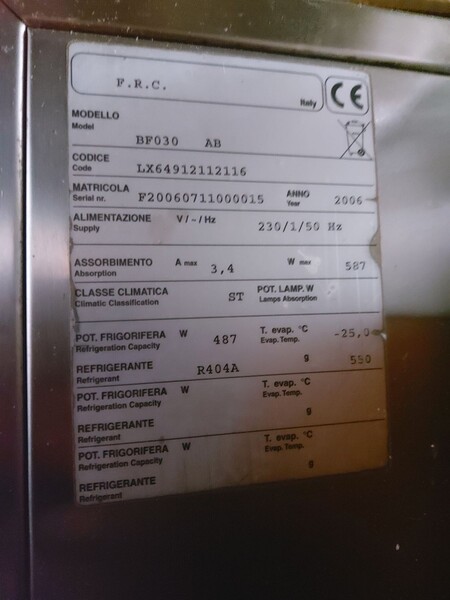 F.R.C.
Italy CE
MODELLO
Model
BF030 AB
CODICE
Code LX64912112116
MATRICOLA ANNO
Serial nr. F20060711000015 Year 2006
ALIMENTAZIONE V/~/Hz
Supply 230/1/50 Hz
ASSORBIMENTO A max 3,4 W max 587
Absorption
CLASSE CLIMATICA ST POT. LAMP. W
Climatic Classification Lamps Absorption
POT. FRIGORIFERA W 487 T. evap. °C -25,0
Refrigeration Capacity Evap. Temp.
REFRIGERANTE R404A g 550
Refrigerant
POT. FRIGORIFERA W T. evap. °C
Refrigeration Capacity Evap. Temp.
REFRIGERANTE g
Refrigerant
POT. FRIGORIFERA W T. evap. °C
Refrigeration Capacity Evap. Temp.
REFRIGERANTE g
Refrigerant